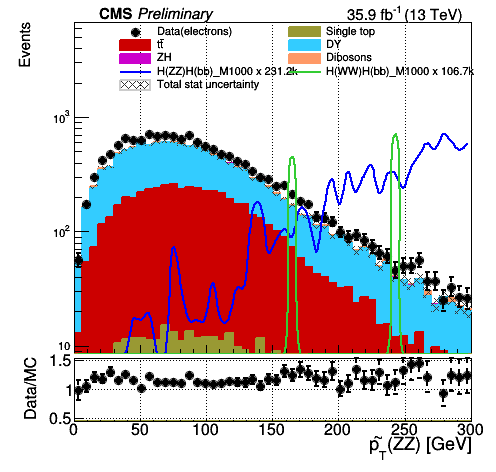 CMS Preliminary 35.9 fb⁻¹ (13 TeV)
Data(electrons) Single top
tt̄ DY
ZH Dibosons
H(ZZ)H(bb)_M1000 x 231.2k H(WW)H(bb)_M1000 x 106.7k
Total stat uncertainty
Events
10³
10²
10
Data/MC
1.5
1.0
0.5
0 50 100 150 200 250 300
p̃_T(ZZ) [GeV]